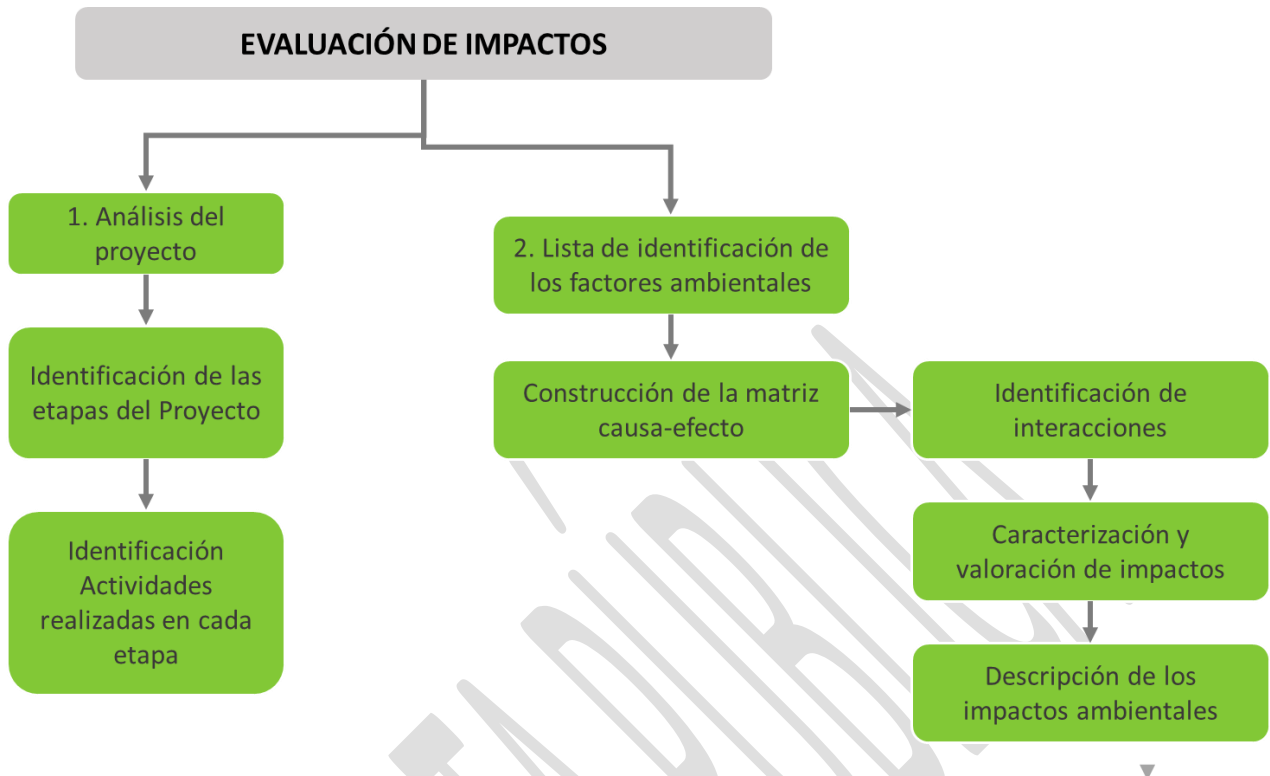 EVALUACIÓN DE IMPACTOS
1. Análisis del
proyecto
Identificación de las
etapas del Proyecto
Identificación
Actividades
realizadas en cada
etapa
2. Lista de identificación de
los factores ambientales
Construcción de la matriz
causa-efecto
Identificación de
interacciones
Caracterización y
valoración de impactos
Descripción de los
impactos ambientales